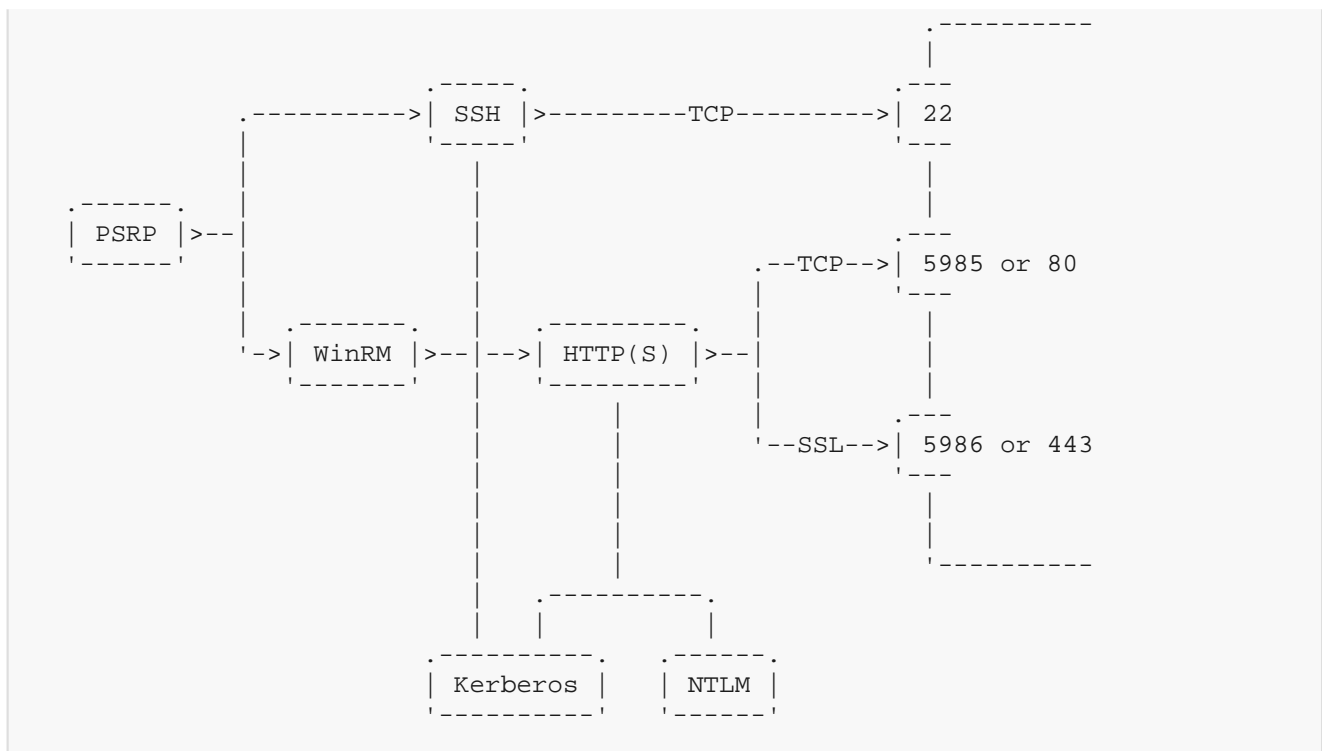 SSH TCP 22
PSRP
TCP 5985 or 80
WinRM HTTP(S)
SSL 5986 or 443
Kerberos NTLM